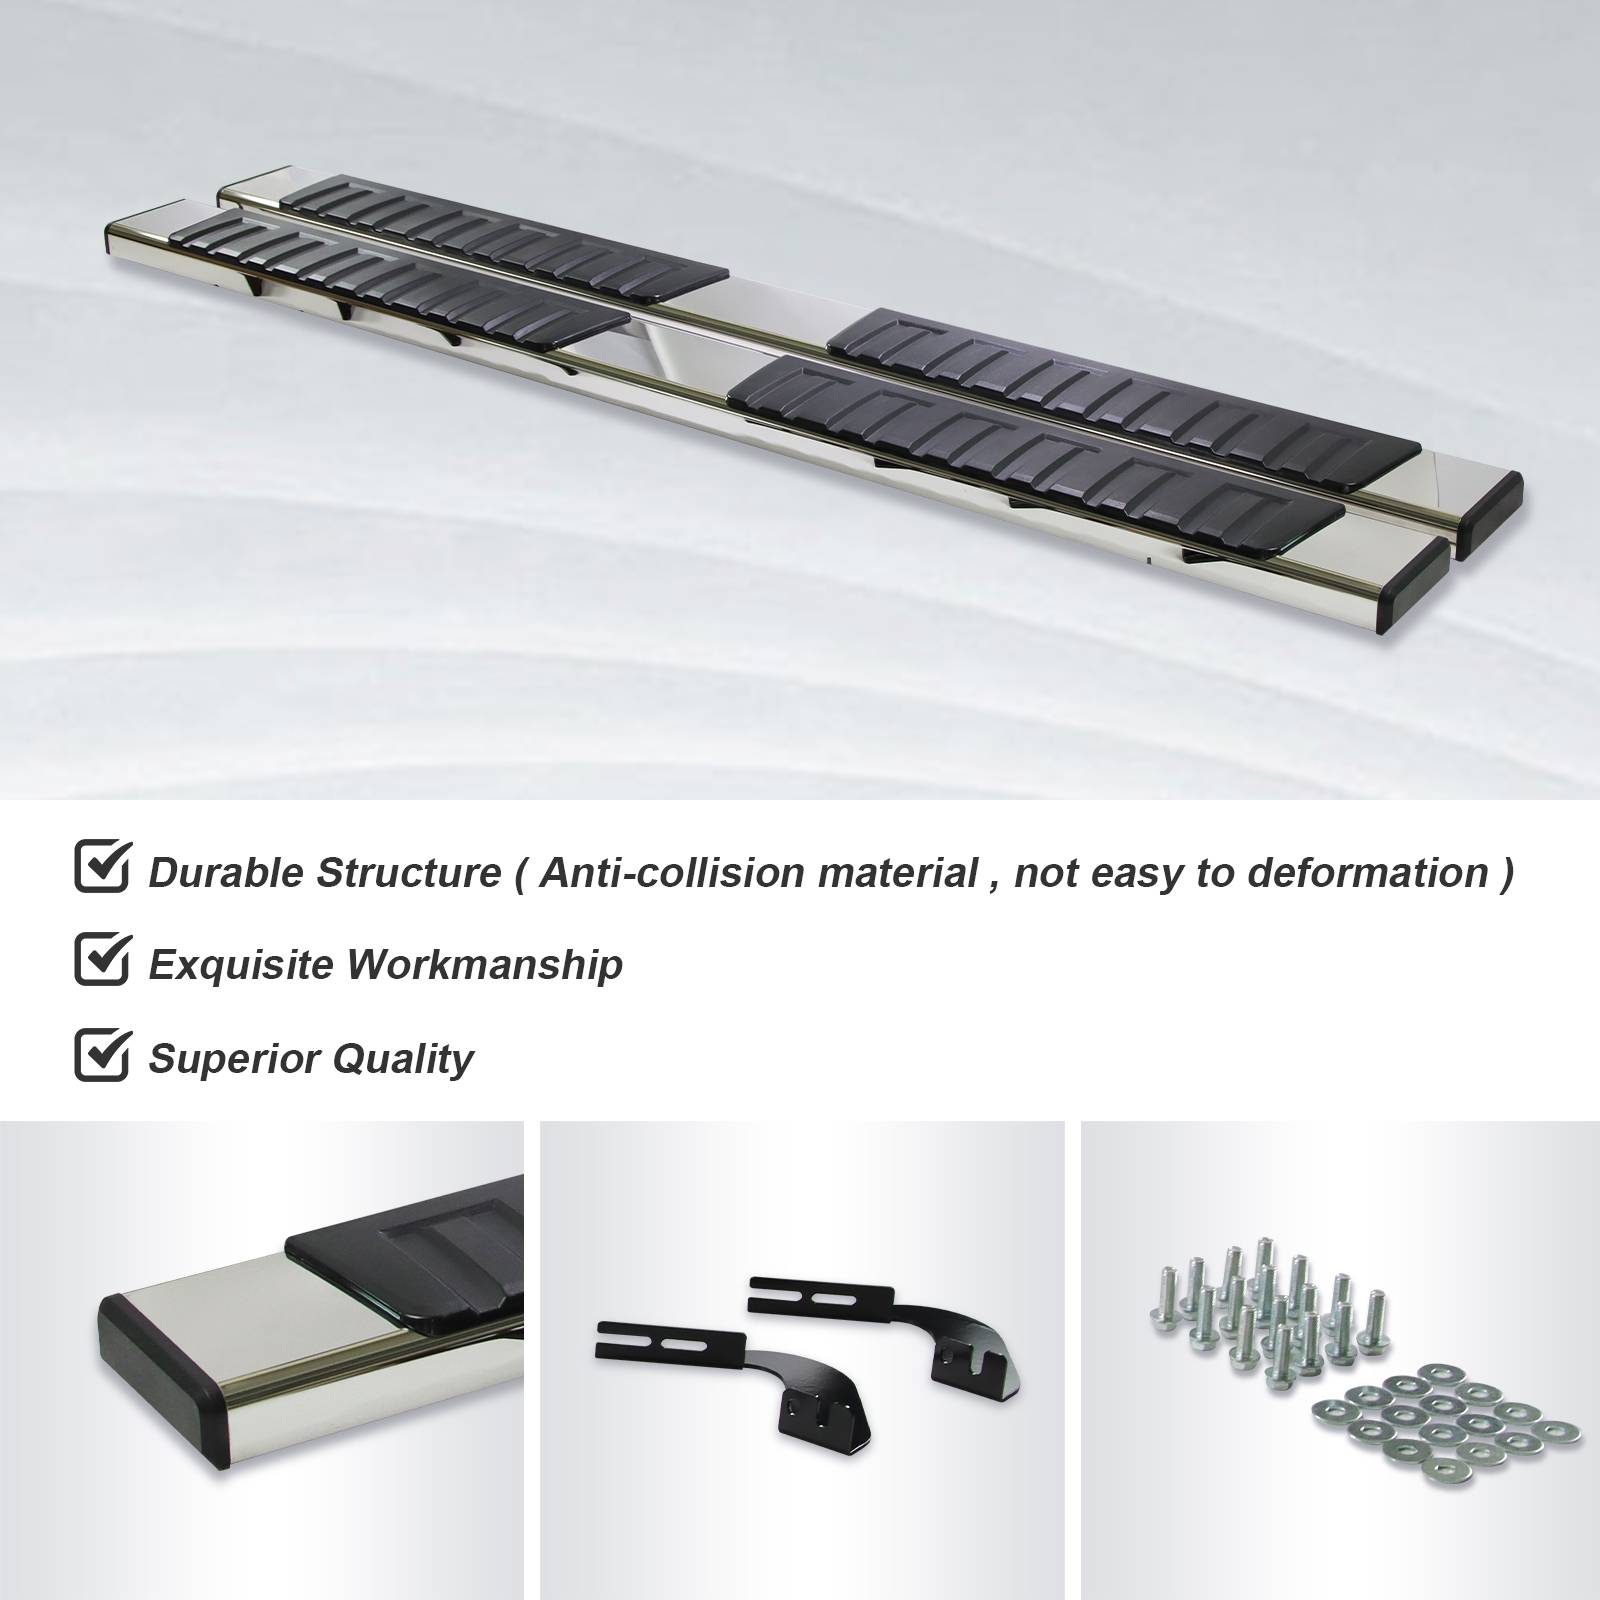 Durable Structure ( Anti-collision material , not easy to deformation )
Exquisite Workmanship
Superior Quality